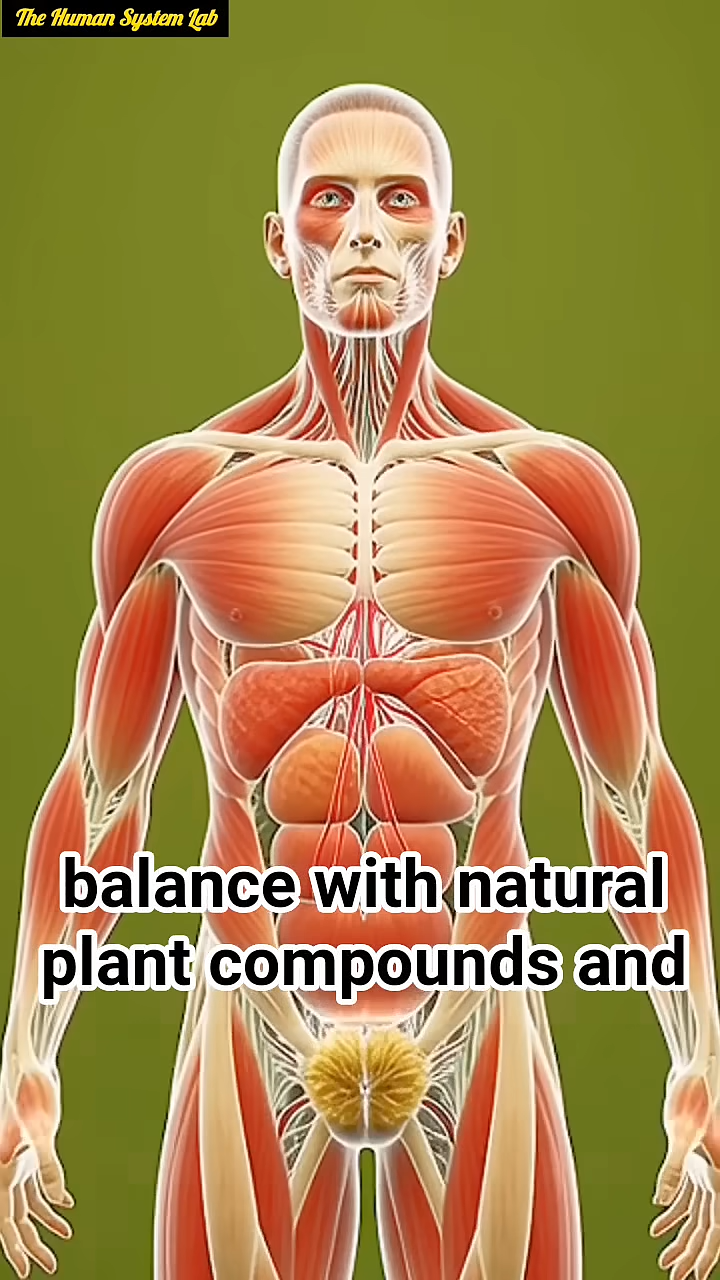 The Human System Lab
balance with natural
plant compounds and